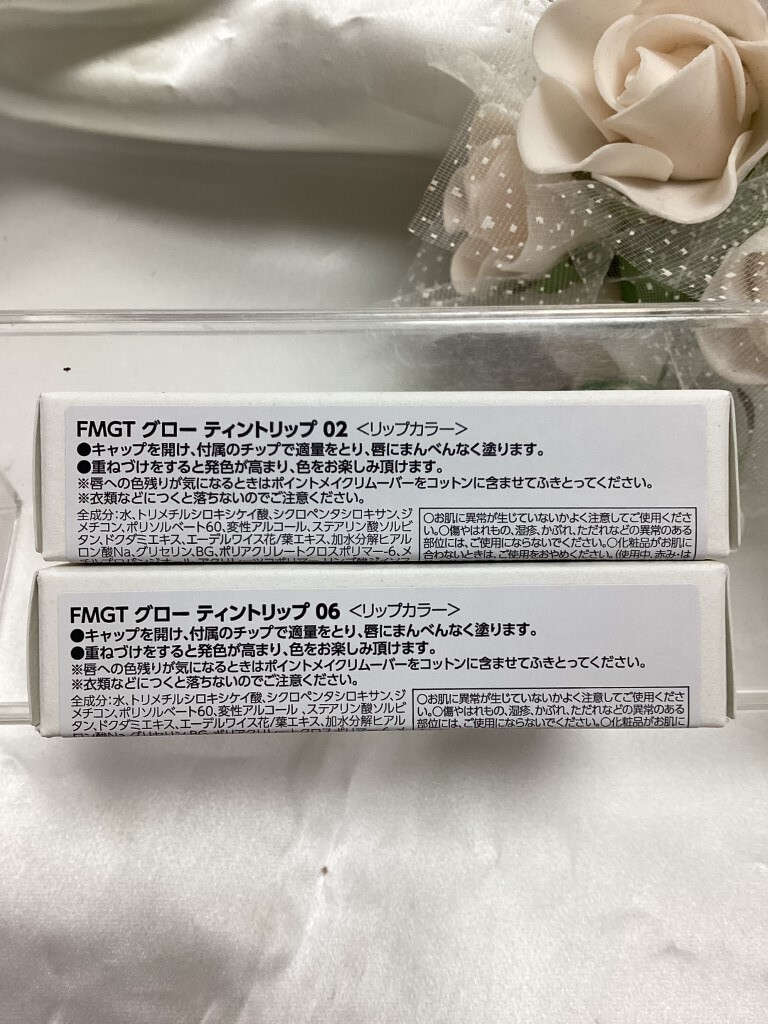 FMGT グロー ティントリップ 02 ＜リップカラー＞
●キャップを開け、付属のチップで適量をとり、唇にまんべんなく塗ります。
●重ねづけをすると発色が高まり、色をお楽しみ頂けます。
※唇への色残りが気になるときはポイントメイクリムーバーをコットンに含ませてふきとってください。
※衣類などにつくと落ちないのでご注意ください。
全成分：水、トリメチルシロキシケイ酸、シクロペンタシロキサン、ジ
メチコン、ポリソルベート60、変性アルコール、ステアリン酸ソルビ
タン、ドクダミエキス、エーデルワイス花/葉エキス、加水分解ヒアル
ロン酸Na、グリセリン、BG、ポリアクリレートクロスポリマー-6、メ
〇お肌に異常が生じていないかよく注意してご使用くださ
い。〇傷やはれもの、湿疹、かぶれ、ただれなどの異常のある
部位には、ご使用にならないでください。〇化粧品がお肌に
合わないときは、ご使用をおやめください。(使用中、赤み・は
FMGT グロー ティントリップ 06 ＜リップカラー＞
●キャップを開け、付属のチップで適量をとり、唇にまんべんなく塗ります。
●重ねづけをすると発色が高まり、色をお楽しみ頂けます。
※唇への色残りが気になるときはポイントメイクリムーバーをコットンに含ませてふきとってください。
※衣類などにつくと落ちないのでご注意ください。
全成分：水、トリメチルシロキシケイ酸、シクロペンタシロキサン、ジ
メチコン、ポリソルベート60、変性アルコール 、ステアリン酸ソルビ
タン、ドクダミエキス、エーデルワイス花/葉エキス、加水分解ヒアル
〇お肌に異常が生じていないかよく注意してご使用くださ
い。〇傷やはれもの、湿疹、かぶれ、ただれなどの異常のある
部位には、ご使用にならないでください。〇化粧品がお肌に